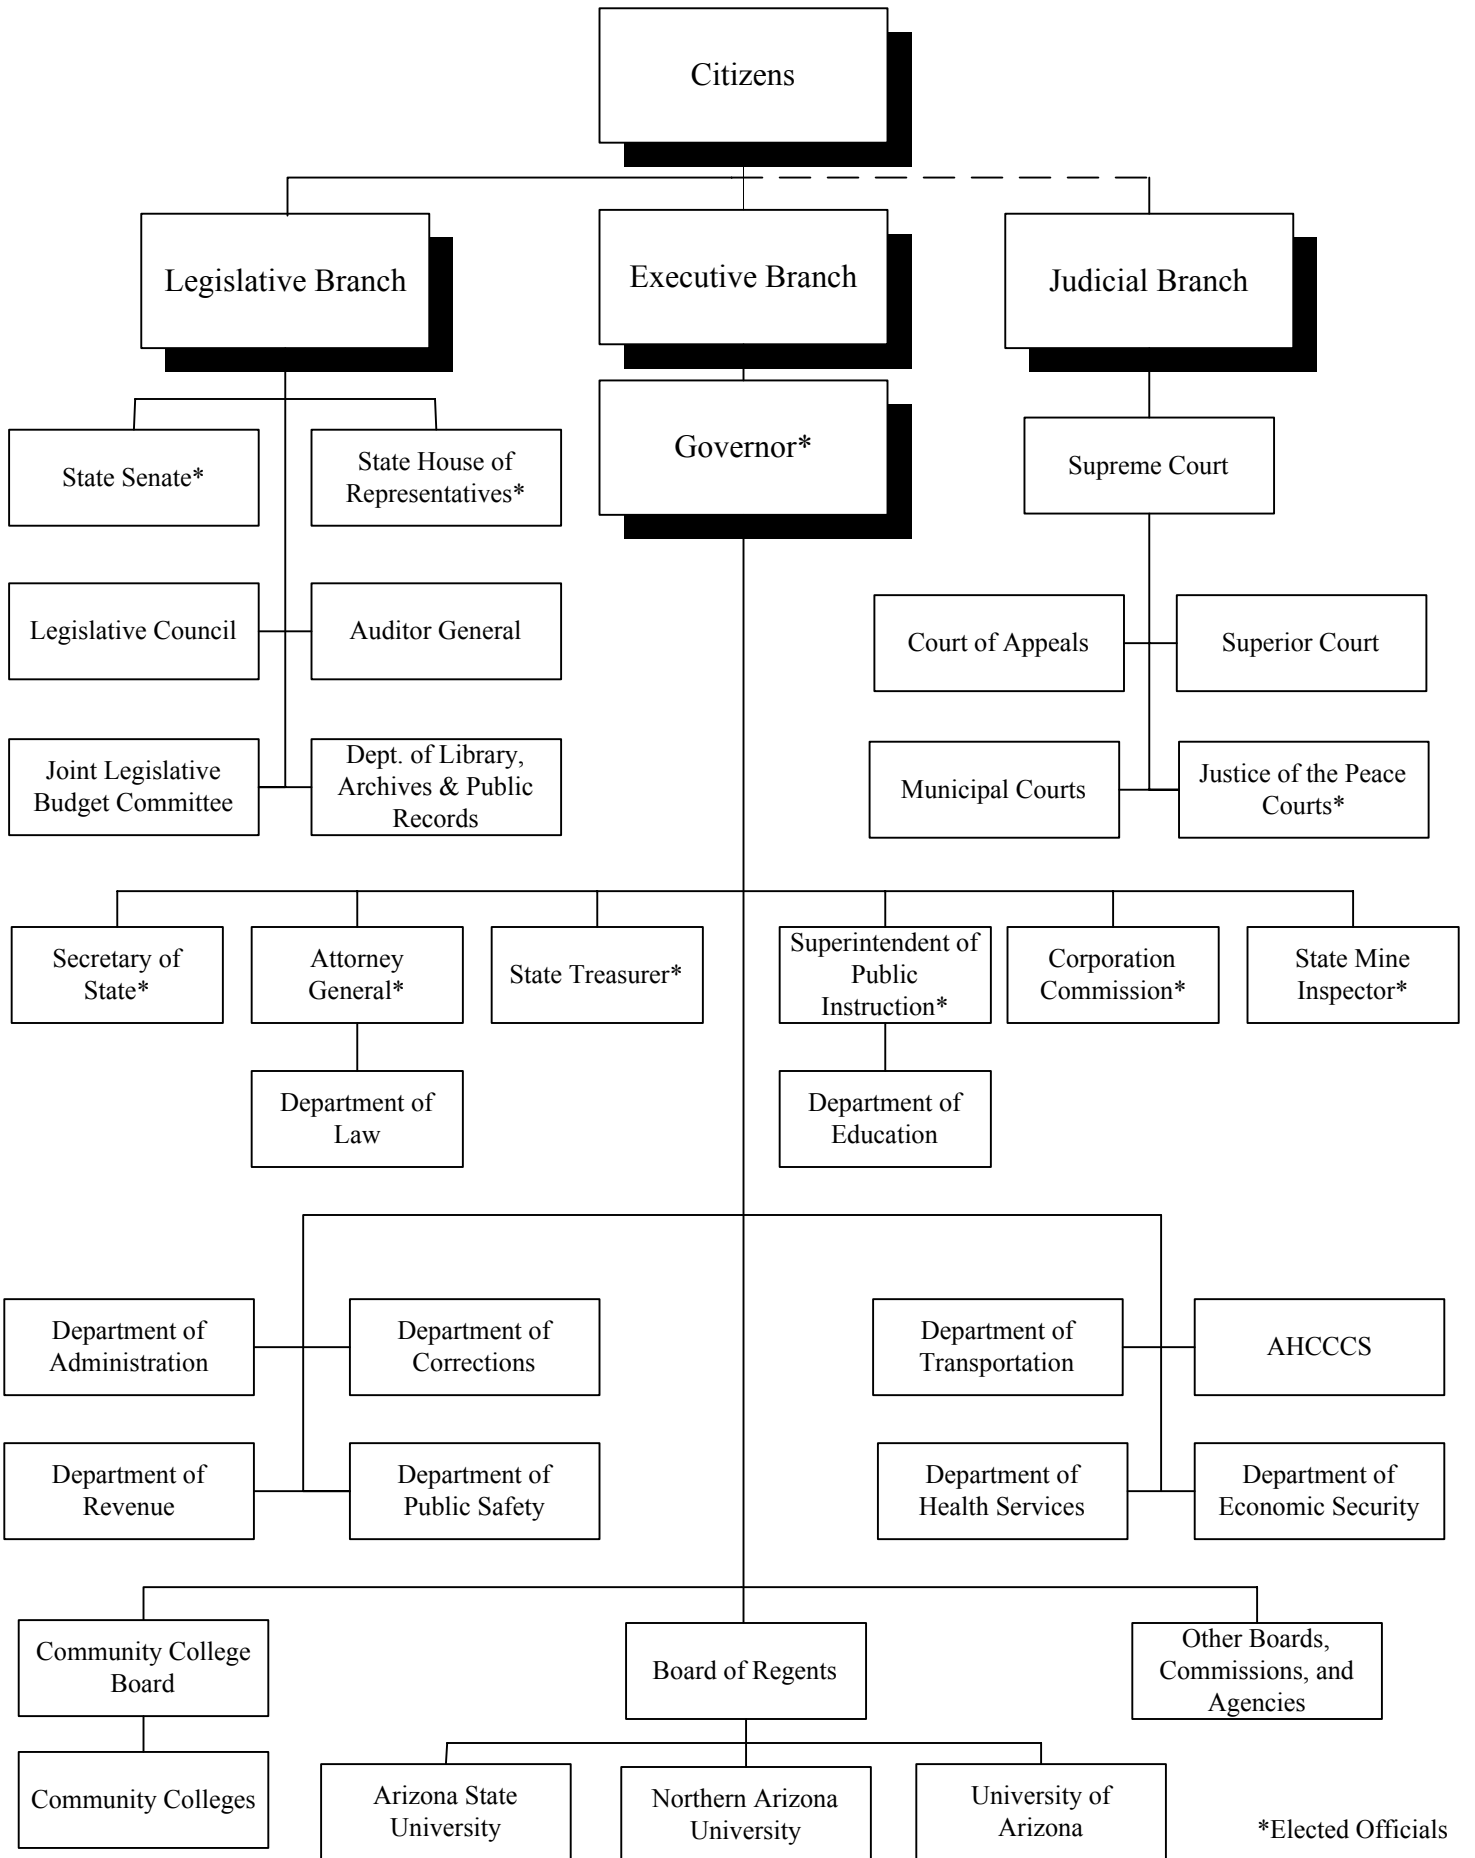 Citizens
Legislative Branch
Executive Branch
Judicial Branch
Governor*
State Senate*
State House of
Representatives*
Supreme Court
Legislative Council
Auditor General
Court of Appeals
Superior Court
Joint Legislative
Budget Committee
Dept. of Library,
Archives & Public
Records
Municipal Courts
Justice of the Peace
Courts*
Secretary of
State*
Attorney
General*
State Treasurer*
Superintendent of
Public
Instruction*
Corporation
Commission*
State Mine
Inspector*
Department of
Law
Department of
Education
Department of
Administration
Department of
Corrections
Department of
Transportation
AHCCCS
Department of
Revenue
Department of
Public Safety
Department of
Health Services
Department of
Economic Security
Community College
Board
Board of Regents
Other Boards,
Commissions, and
Agencies
Community Colleges
Arizona State
University
Northern Arizona
University
University of
Arizona
*Elected Officials